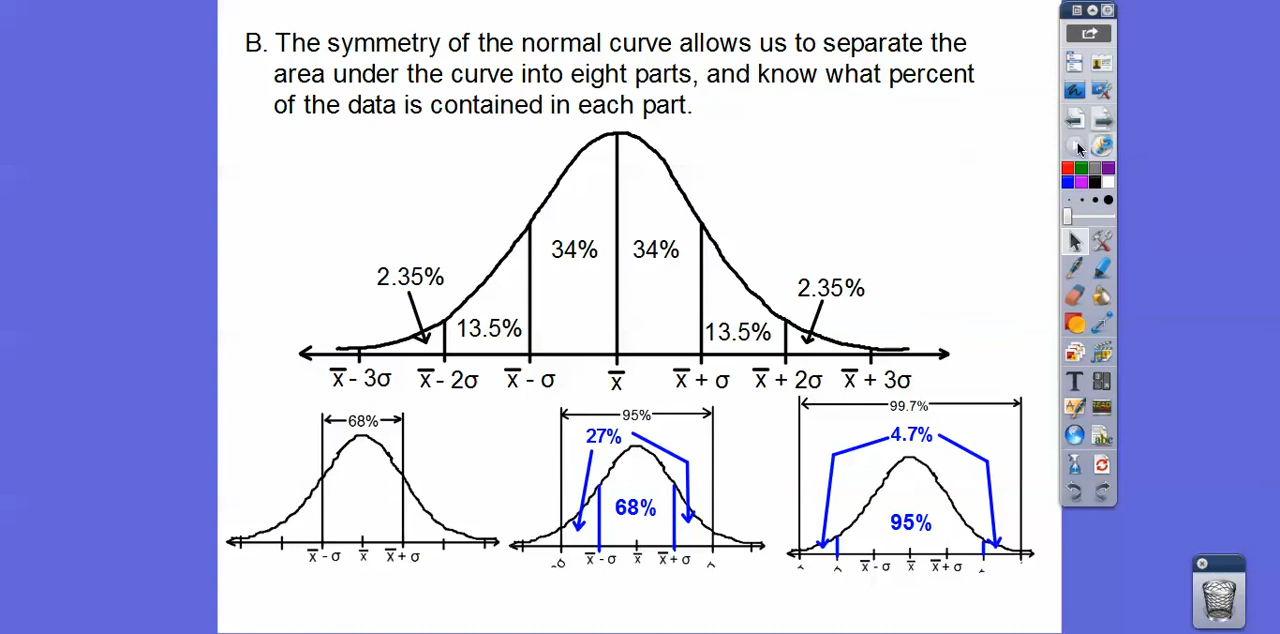 B. The symmetry of the normal curve allows us to separate the
area under the curve into eight parts, and know what percent
of the data is contained in each part.
34% 34%
2.35% 2.35%
13.5% 13.5%
x̅ - 3σ x̅ - 2σ x̅ - σ x̅ x̅ + σ x̅ + 2σ x̅ + 3σ
68%
x̅ - σ x̅ x̅ + σ
95%
27%
68%
x̅ - σ x̅ x̅ + σ
99.7%
4.7%
95%
x̅ - σ x̅ x̅ + σ
T
abc